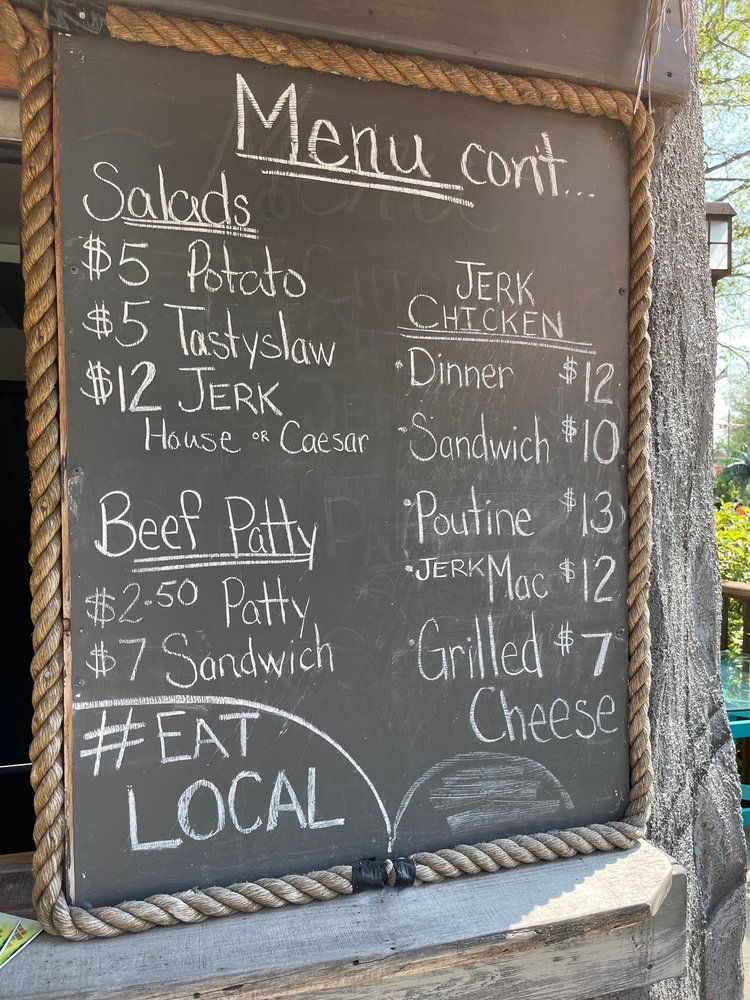 Menu cont...
Salads
$5 Potato
$5 Tastyslaw
$12 JERK
House OR Caesar
Beef Patty
$2.50 Patty
$7 Sandwich
#EAT
LOCAL
JERK
CHICKEN
• Dinner $12
• Sandwich $10
• Poutine $13
• JERK Mac $12
• Grilled $7
Cheese